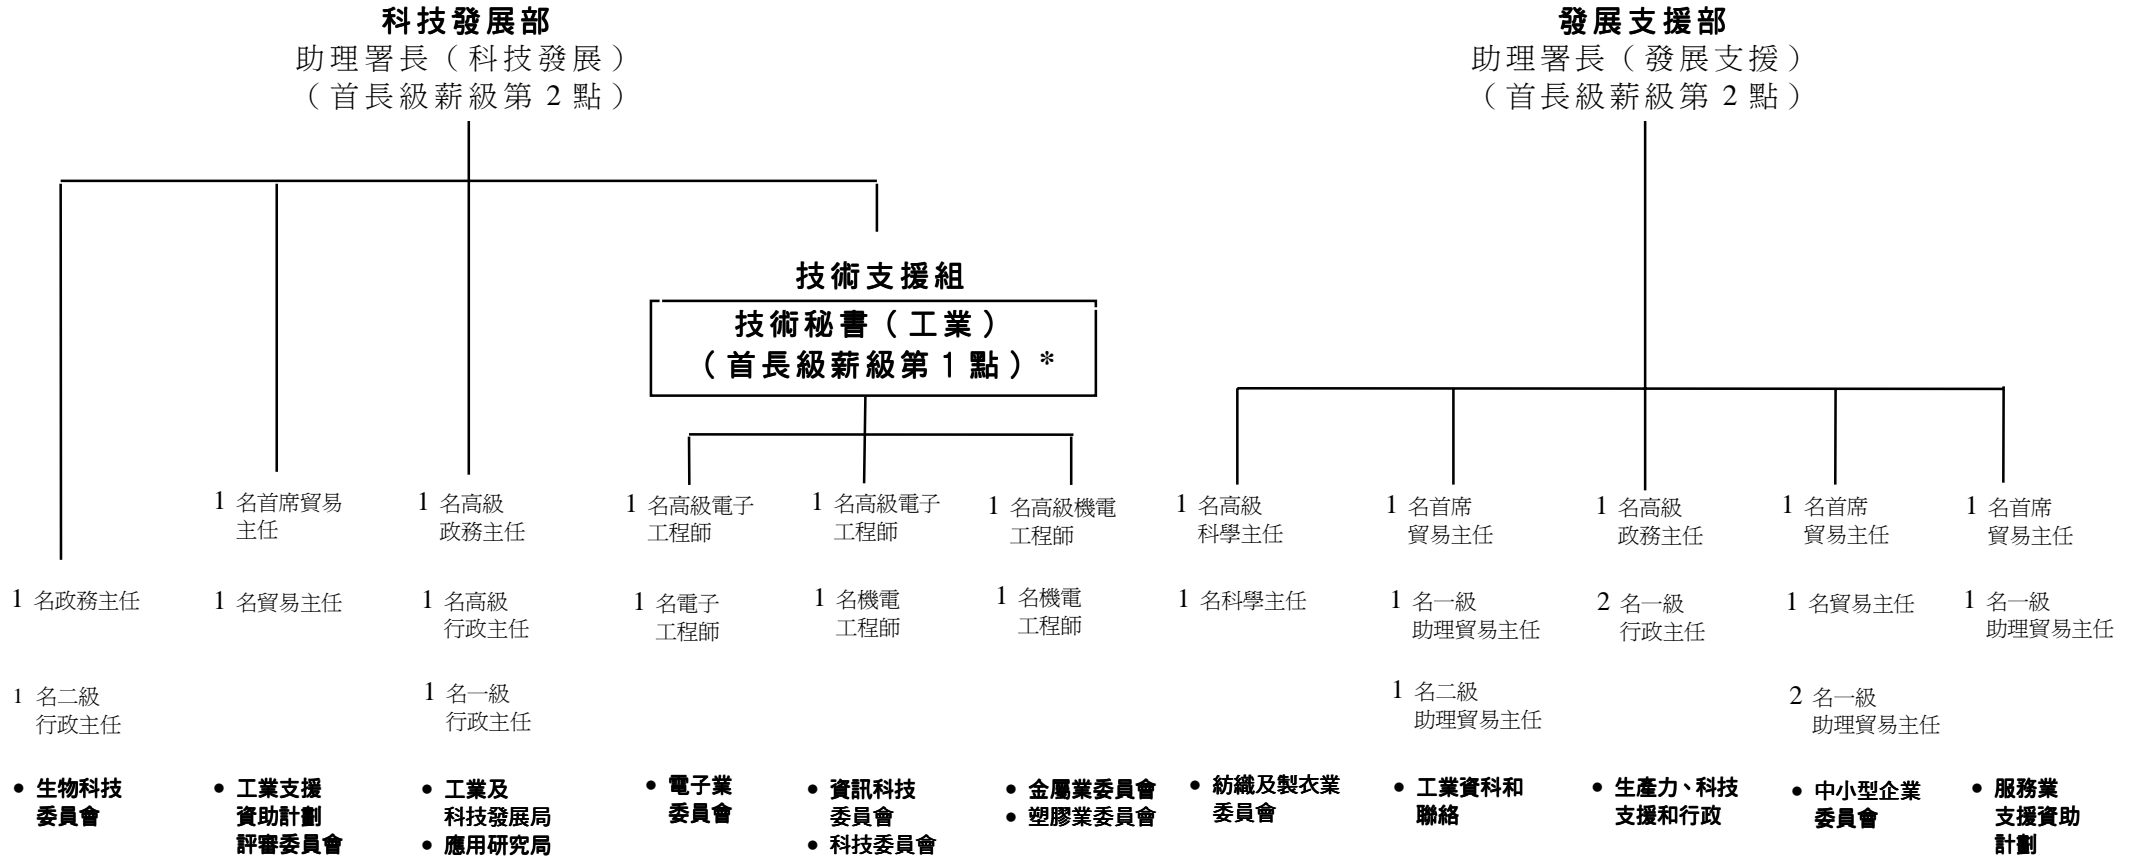 科技發展部
助理署長（科技發展）
（首長級薪級第 2 點）
發展支援部
助理署長（發展支援）
（首長級薪級第 2 點）
技術支援組
技術秘書（工業）
（首長級薪級第 1 點）*
1 名政務主任
1 名二級
行政主任
• 生物科技
委員會
1 名首席貿易
主任
1 名貿易主任
• 工業支援
資助計劃
評審委員會
1 名高級
政務主任
1 名高級
行政主任
1 名一級
行政主任
• 工業及
科技發展局
• 應用研究局
1 名高級電子
工程師
1 名電子
工程師
• 電子業
委員會
1 名高級電子
工程師
1 名機電
工程師
• 資訊科技
委員會
• 科技委員會
1 名高級機電
工程師
1 名機電
工程師
• 金屬業委員會
• 塑膠業委員會
1 名高級
科學主任
1 名科學主任
• 紡織及製衣業
委員會
1 名首席
貿易主任
1 名一級
助理貿易主任
1 名二級
助理貿易主任
• 工業資料和
聯絡
1 名高級
政務主任
2 名一級
行政主任
• 生產力、科技
支援和行政
1 名首席
貿易主任
1 名貿易主任
2 名一級
助理貿易主任
• 中小型企業
委員會
1 名首席
貿易主任
1 名一級
助理貿易主任
• 服務業
支援資助
計劃